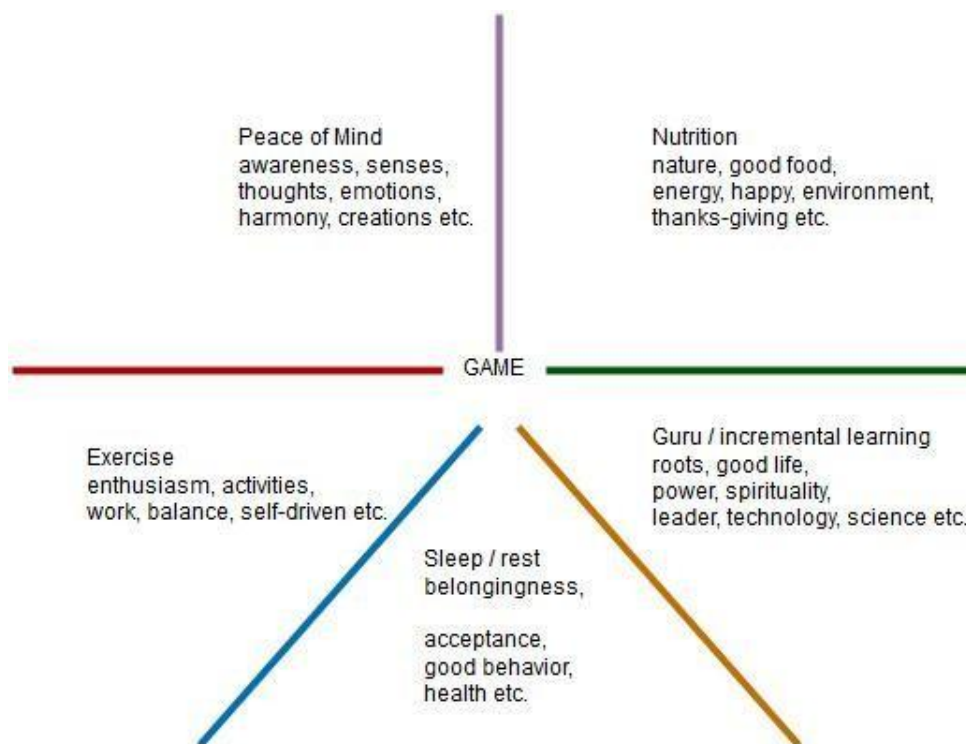 Peace of Mind
awareness, senses,
thoughts, emotions,
harmony, creations etc.
Nutrition
nature, good food,
energy, happy, environment,
thanks-giving etc.
GAME
Exercise
enthusiasm, activities,
work, balance, self-driven etc.
Guru / incremental learning
roots, good life,
power, spirituality,
leader, technology, science etc.
Sleep / rest
belongingness,
acceptance,
good behavior,
health etc.